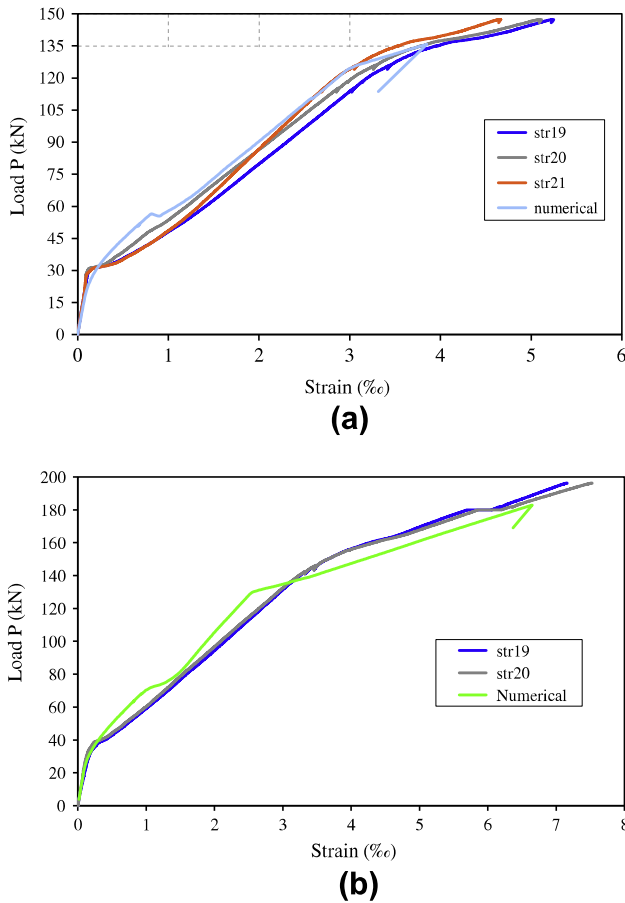 150
135
120
105
90
75
60
45
30
15
0
Load P (kN)
str19
str20
str21
numerical
0
1
2
3
4
5
6
Strain (‰)
(a)
200
180
160
140
120
100
80
60
40
20
0
Load P (kN)
str19
str20
Numerical
0
1
2
3
4
5
6
7
8
Strain (‰)
(b)